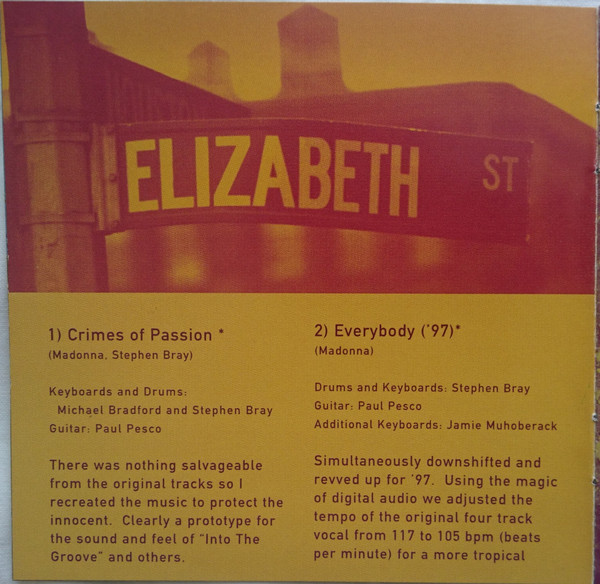 HOUSTON
ELIZABETH ST
1) Crimes of Passion *
(Madonna, Stephen Bray)
Keyboards and Drums:
Michael Bradford and Stephen Bray
Guitar: Paul Pesco
There was nothing salvageable
from the original tracks so I
recreated the music to protect the
innocent. Clearly a prototype for
the sound and feel of "Into The
Groove" and others.
2) Everybody ('97)*
(Madonna)
Drums and Keyboards: Stephen Bray
Guitar: Paul Pesco
Additional Keyboards: Jamie Muhoberack
Simultaneously downshifted and
revved up for '97. Using the magic
of digital audio we adjusted the
tempo of the original four track
vocal from 117 to 105 bpm (beats
per minute) for a more tropical